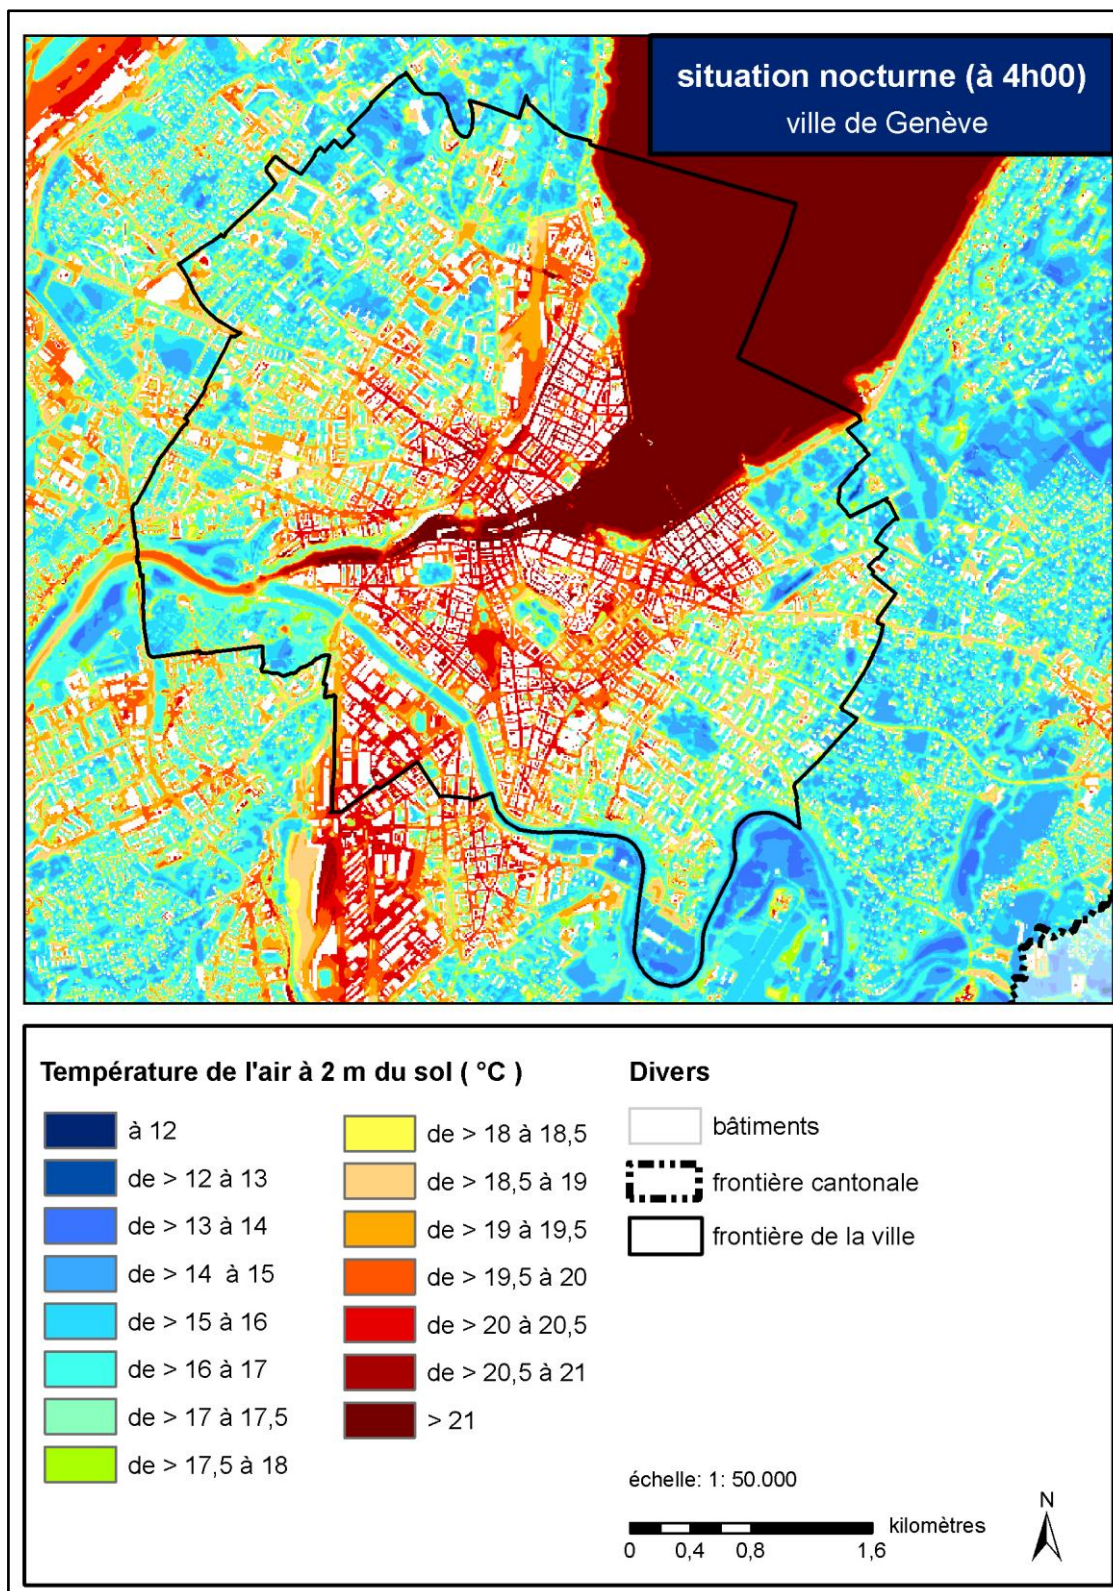 situation nocturne (à 4h00)
ville de Genève
Température de l'air à 2 m du sol ( °C )
à 12
de > 12 à 13
de > 13 à 14
de > 14 à 15
de > 15 à 16
de > 16 à 17
de > 17 à 17,5
de > 17,5 à 18
de > 18 à 18,5
de > 18,5 à 19
de > 19 à 19,5
de > 19,5 à 20
de > 20 à 20,5
de > 20,5 à 21
> 21
Divers
bâtiments
frontière cantonale
frontière de la ville
échelle: 1: 50.000
kilomètres
0 0,4 0,8 1,6
N